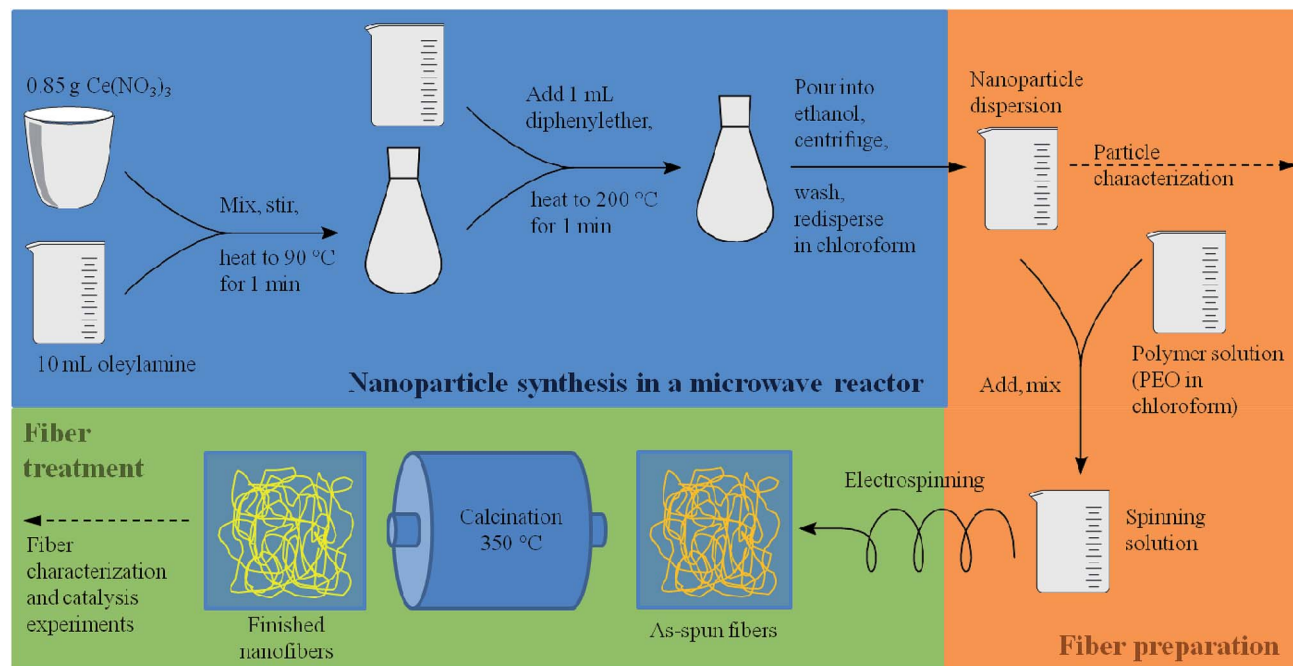 0.85 g Ce(NO₃)₃
10 mL oleylamine
Mix, stir,
heat to 90 °C
for 1 min
Add 1 mL
diphenylether,
heat to 200 °C
for 1 min
Pour into
ethanol,
centrifuge,
wash,
redisperse
in chloroform
Nanoparticle synthesis in a microwave reactor
Nanoparticle
dispersion
Particle
characterization
Polymer solution
(PEO in
chloroform)
Add, mix
Spinning
solution
Fiber preparation
Electrospinning
As-spun fibers
Calcination
350 °C
Finished
nanofibers
Fiber
treatment
Fiber
characterization
and catalysis
experiments